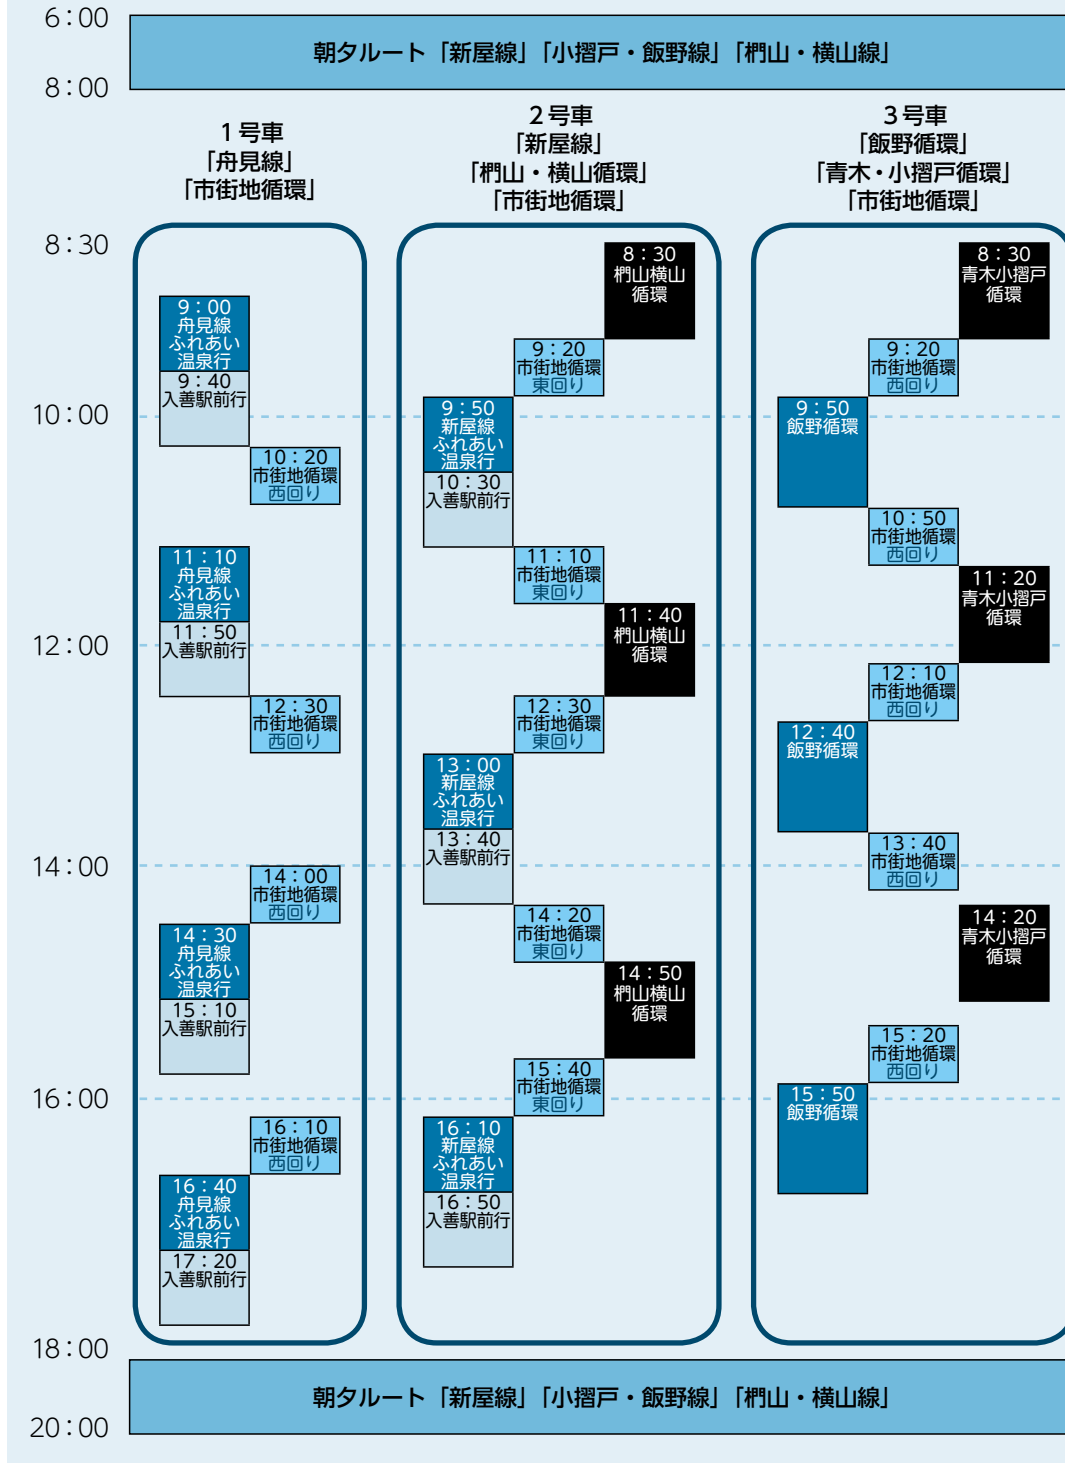 6:00
朝夕ルート「新屋線」「小摺戸・飯野線」「椚山・横山線」
8:00
1号車
「舟見線」
「市街地循環」
2号車
「新屋線」
「椚山・横山循環」
「市街地循環」
3号車
「飯野循環」
「青木・小摺戸循環」
「市街地循環」
8:30
10:00
12:00
14:00
16:00
9:00
舟見線
ふれあい
温泉行
9:40
入善駅前行
10:20
市街地循環
西回り
11:10
舟見線
ふれあい
温泉行
11:50
入善駅前行
12:30
市街地循環
西回り
14:00
市街地循環
西回り
14:30
舟見線
ふれあい
温泉行
15:10
入善駅前行
16:10
市街地循環
西回り
16:40
舟見線
ふれあい
温泉行
17:20
入善駅前行
8:30
椚山横山
循環
9:20
市街地循環
東回り
9:50
新屋線
ふれあい
温泉行
10:30
入善駅前行
11:10
市街地循環
東回り
11:40
椚山横山
循環
12:30
市街地循環
東回り
13:00
新屋線
ふれあい
温泉行
13:40
入善駅前行
14:20
市街地循環
東回り
14:50
椚山横山
循環
15:40
市街地循環
東回り
16:10
新屋線
ふれあい
温泉行
16:50
入善駅前行
8:30
青木小摺戸
循環
9:20
市街地循環
西回り
9:50
飯野循環
10:50
市街地循環
西回り
11:20
青木小摺戸
循環
12:10
市街地循環
西回り
12:40
飯野循環
13:40
市街地循環
西回り
14:20
青木小摺戸
循環
15:20
市街地循環
西回り
15:50
飯野循環
18:00
朝夕ルート「新屋線」「小摺戸・飯野線」「椚山・横山線」
20:00